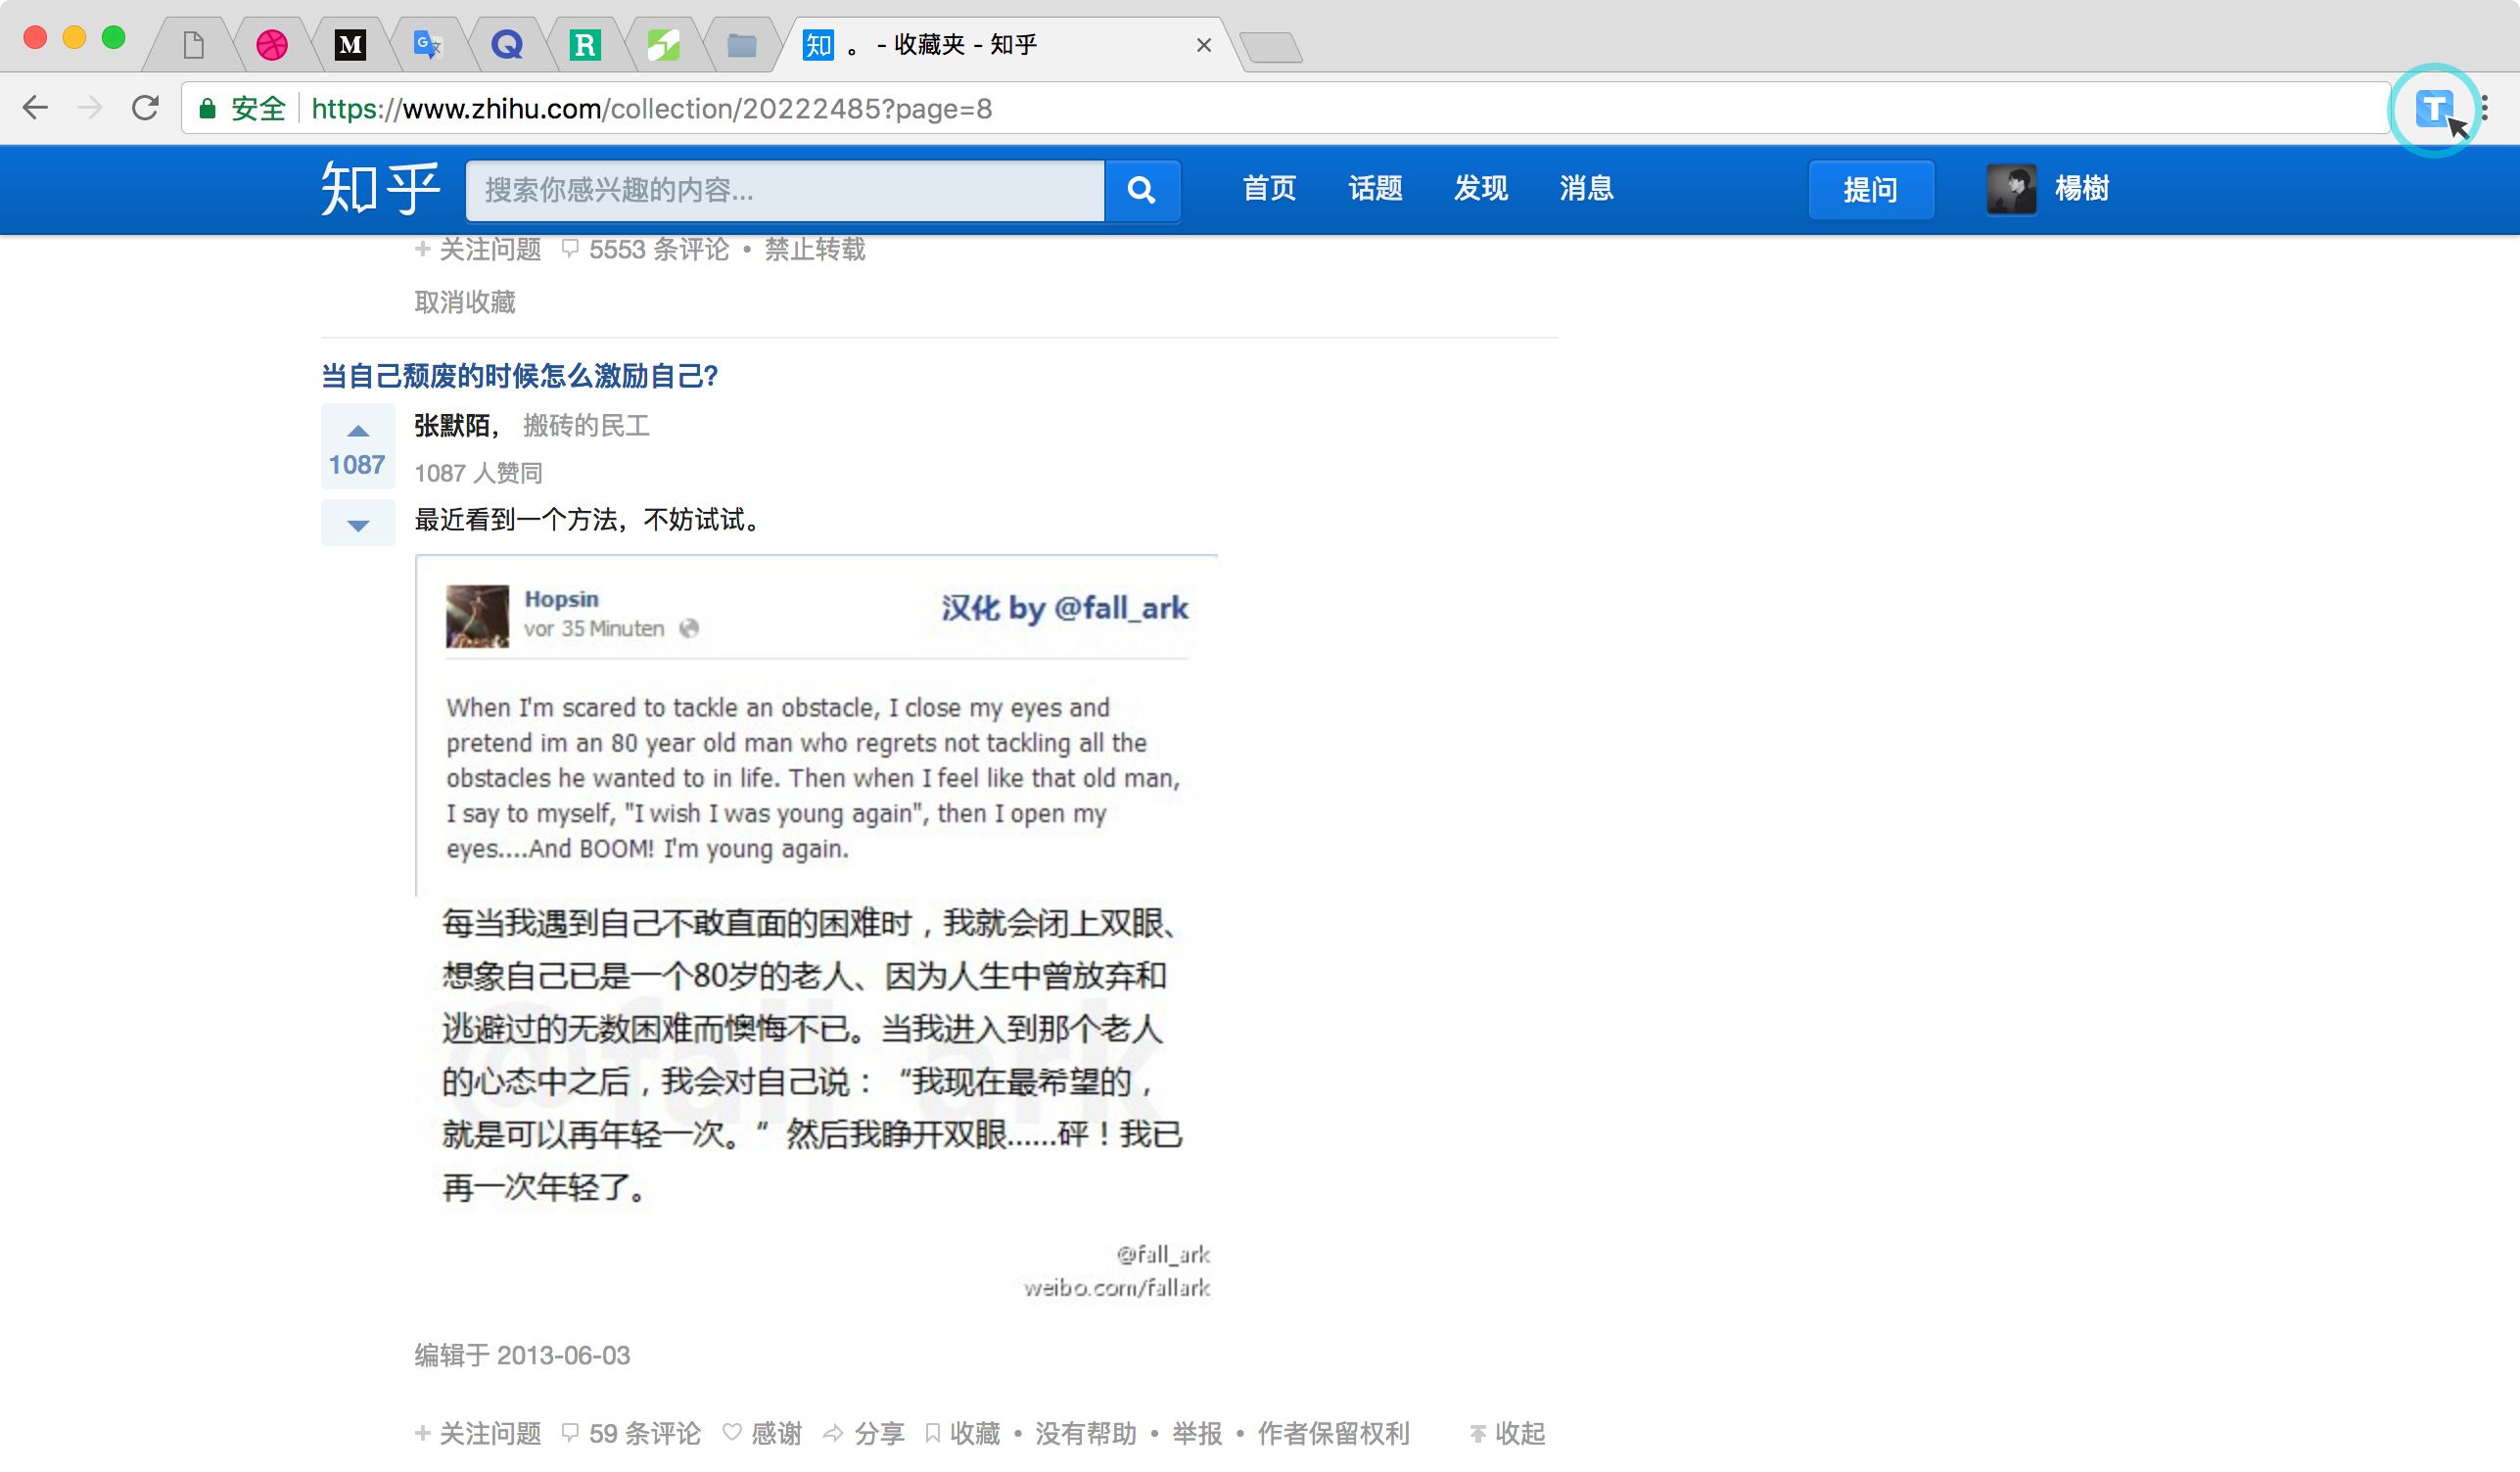 知 。 - 收藏夹 - 知乎
安全 https://www.zhihu.com/collection/20222485?page=8
知乎 搜索你感兴趣的内容... 首页 话题 发现 消息 提问 楊樹
关注问题 5553 条评论 • 禁止转载
取消收藏
当自己颓废的时候怎么激励自己?
张默陌， 搬砖的民工
1087
1087 人赞同
最近看到一个方法，不妨试试。
Hopsin
汉化 by @fall_ark
vor 35 Minuten
When I'm scared to tackle an obstacle, I close my eyes and
pretend im an 80 year old man who regrets not tackling all the
obstacles he wanted to in life. Then when I feel like that old man,
I say to myself, "I wish I was young again", then I open my
eyes....And BOOM! I'm young again.
每当我遇到自己不敢直面的困难时，我就会闭上双眼、
想象自己已是一个80岁的老人、因为人生中曾放弃和
逃避过的无数困难而懊悔不已。当我进入到那个老人
的心态中之后，我会对自己说：“我现在最希望的，
就是可以再年轻一次。”然后我睁开双眼......砰！我已
再一次年轻了。
@fall_ark
@fall_ark
weibo.com/fallark
编辑于 2013-06-03
关注问题 59 条评论 感谢 分享 收藏 • 没有帮助 • 举报 • 作者保留权利 收起